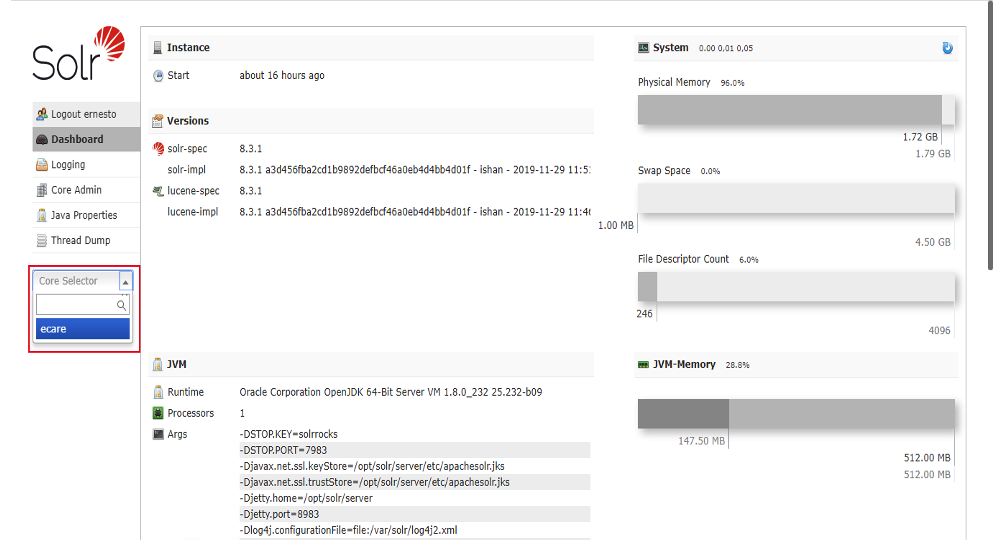 Solr
Logout ernesto
Dashboard
Logging
Core Admin
Java Properties
Thread Dump
Core Selector
ecare
Instance
Start about 16 hours ago
Versions
solr-spec 8.3.1
solr-impl 8.3.1 a3d456fba2cd1b9892defbcf46a0eb4d4bb4d01f - ishan - 2019-11-29 11:5
lucene-spec 8.3.1
lucene-impl 8.3.1 a3d456fba2cd1b9892defbcf46a0eb4d4bb4d01f - ishan - 2019-11-29 11:4
JVM
Runtime Oracle Corporation OpenJDK 64-Bit Server VM 1.8.0_232 25.232-b09
Processors 1
Args -DSTOP.KEY=solrrocks
-DSTOP.PORT=7983
-Djavax.net.ssl.keyStore=/opt/solr/server/etc/apachesolr.jks
-Djavax.net.ssl.trustStore=/opt/solr/server/etc/apachesolr.jks
-Djetty.home=/opt/solr/server
-Djetty.port=8983
-Dlog4j.configurationFile=file:/var/solr/log4j2.xml
System 0.00 0,01 0,05
Physical Memory 96.0%
1.72 GB
1.79 GB
Swap Space 0.0%
1.00 MB
4.50 GB
File Descriptor Count 6.0%
246
4096
JVM-Memory 28.8%
147.50 MB
512.00 MB
512.00 MB